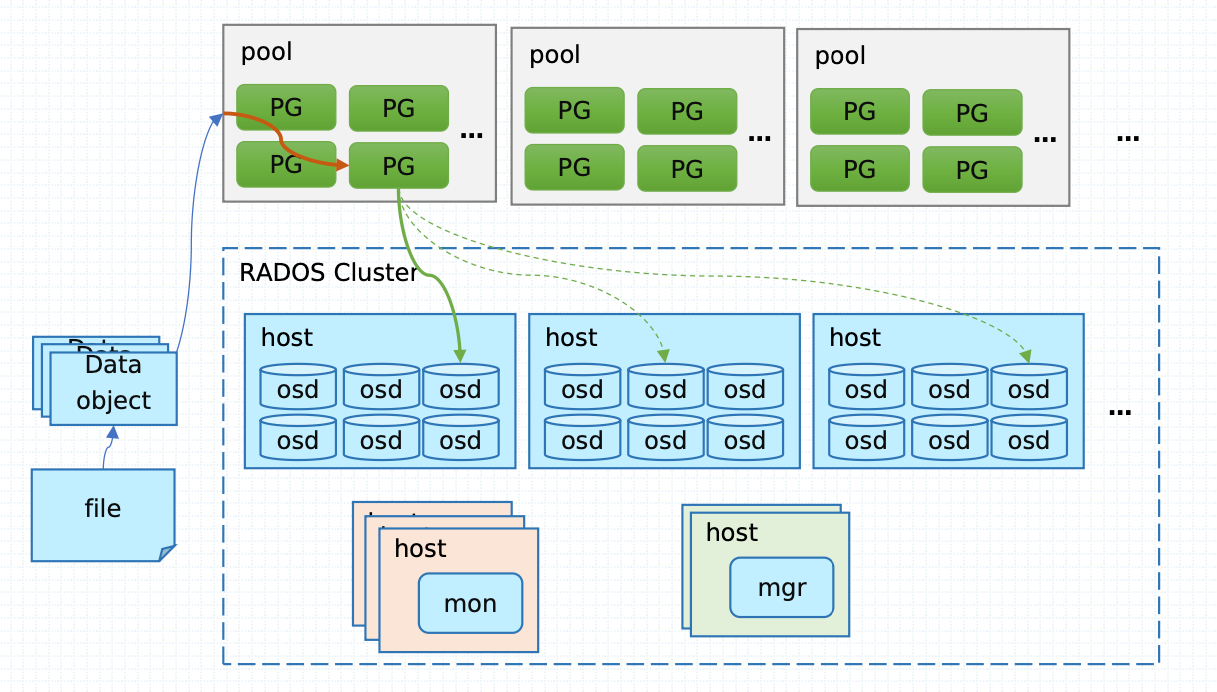 pool
PG PG
PG PG
...
pool
PG PG
PG PG
...
pool
PG PG
PG PG
...
...
RADOS Cluster
host
osd osd osd
osd osd osd
host
osd osd osd
osd osd osd
host
osd osd osd
osd osd osd
...
Data
Data
Data
object
file
host
mon
host
mgr